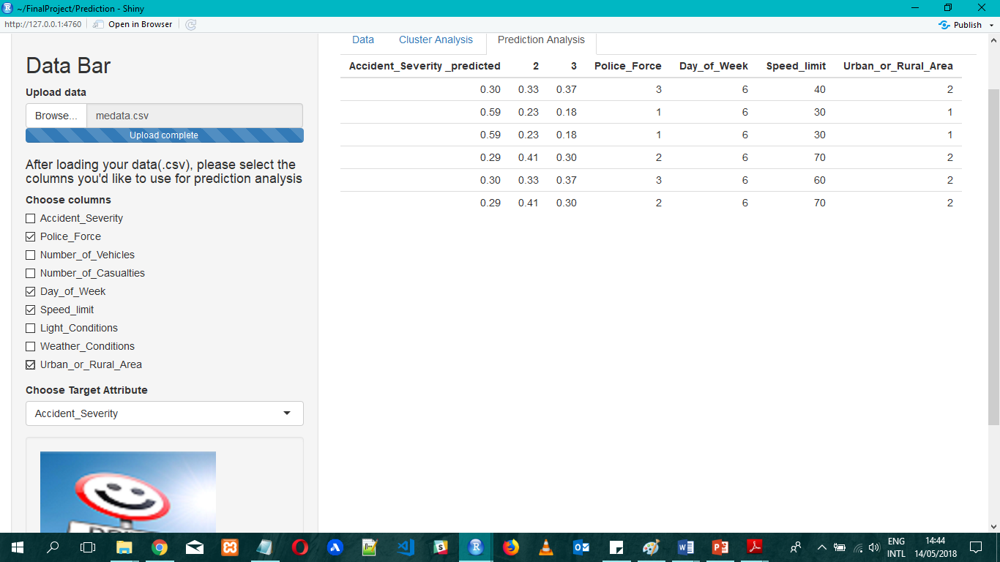 ~/FinalProject/Prediction - Shiny
http://127.0.0.1:4760 Open in Browser Publish
Data Cluster Analysis Prediction Analysis
Data Bar
Upload data
Browse... medata.csv
Upload complete
After loading your data(.csv), please select the
columns you'd like to use for prediction analysis
Choose columns
Accident_Severity
Police_Force
Number_of_Vehicles
Number_of_Casualties
Day_of_Week
Speed_limit
Light_Conditions
Weather_Conditions
Urban_or_Rural_Area
Choose Target Attribute
Accident_Severity
Accident_Severity _predicted 2 3 Police_Force Day_of_Week Speed_limit Urban_or_Rural_Area
0.30 0.33 0.37 3 6 40 2
0.59 0.23 0.18 1 6 30 1
0.59 0.23 0.18 1 6 30 1
0.29 0.41 0.30 2 6 70 2
0.30 0.33 0.37 3 6 60 2
0.29 0.41 0.30 2 6 70 2
ENG
INTL
14:44
14/05/2018